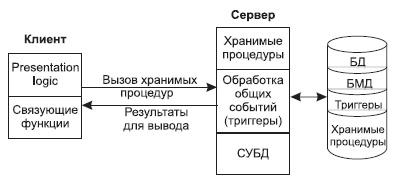 Клиент
Presentation
logic
Связующие
функции
Вызов хранимых
процедур
Результаты
для вывода
Сервер
Хранимые
процедуры
Обработка
общих
событий
(триггеры)
СУБД
БД
БМД
Триггеры
Хранимые
процедуры